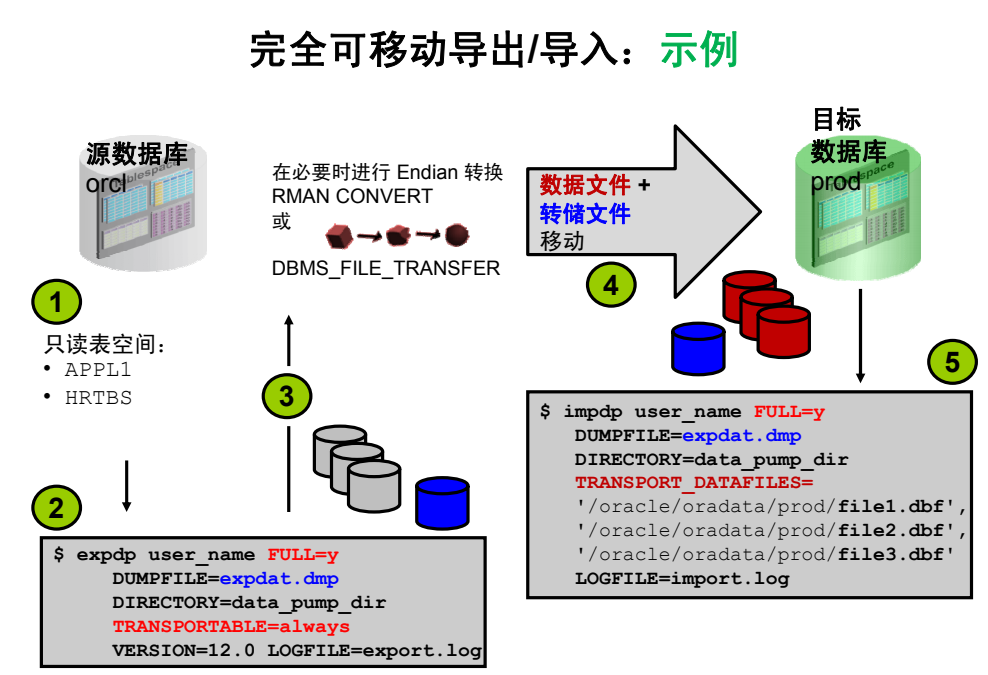 完全可移动导出/导入：示例
源数据库
orcl
在必要时进行 Endian 转换
RMAN CONVERT
或
DBMS_FILE_TRANSFER
数据文件 +
转储文件
移动
目标
数据库
prod
1
只读表空间：
• APPL1
• HRTBS
3
4
5
2
$ expdp user_name FULL=y
DUMPFILE=expdat.dmp
DIRECTORY=data_pump_dir
TRANSPORTABLE=always
VERSION=12.0 LOGFILE=export.log
$ impdp user_name FULL=y
DUMPFILE=expdat.dmp
DIRECTORY=data_pump_dir
TRANSPORT_DATAFILES=
'/oracle/oradata/prod/file1.dbf',
'/oracle/oradata/prod/file2.dbf',
'/oracle/oradata/prod/file3.dbf'
LOGFILE=import.log